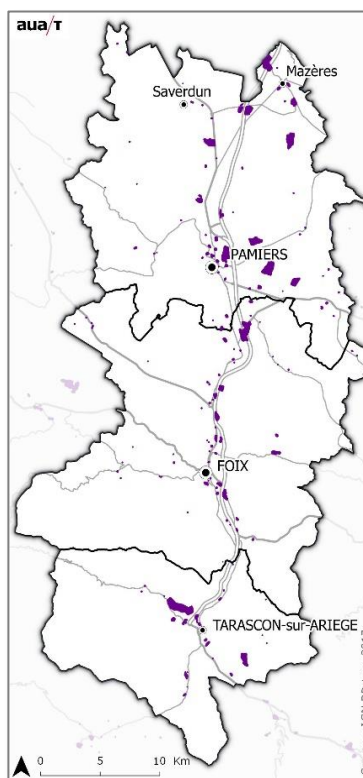 aua/T
Mazères
Saverdun
PAMIERS
FOIX
TARASCON-sur-ARIEGE
0 5 10 Km